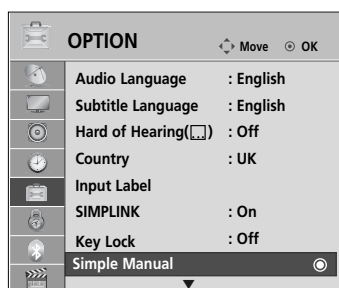 OPTION Move OK
Audio Language : English
Subtitle Language : English
Hard of Hearing( ) : Off
Country : UK
Input Label
SIMPLINK : On
Key Lock : Off
Simple Manual